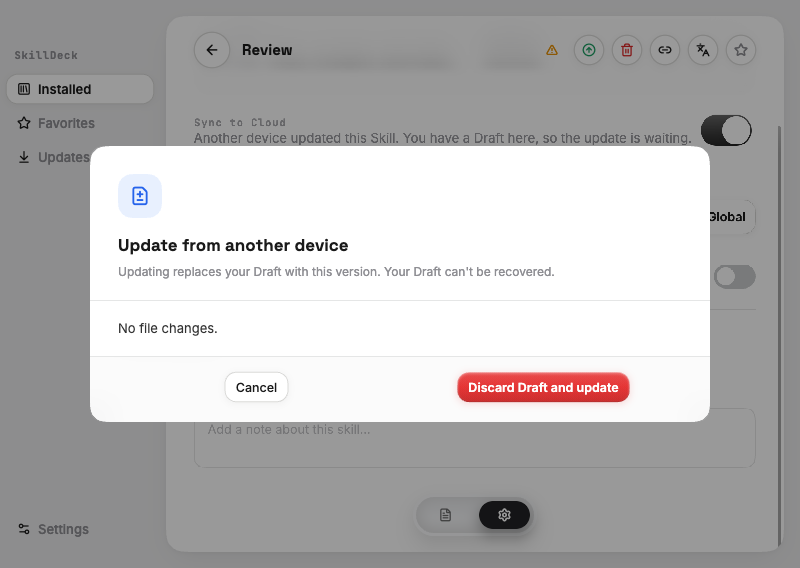 SkillDeck
Review
Installed
Favorites
Updates
Sync to Cloud
Another device updated this Skill. You have a Draft here, so the update is waiting.
Global
Update from another device
Updating replaces your Draft with this version. Your Draft can't be recovered.
No file changes.
Cancel
Discard Draft and update
Add a note about this skill...
Settings